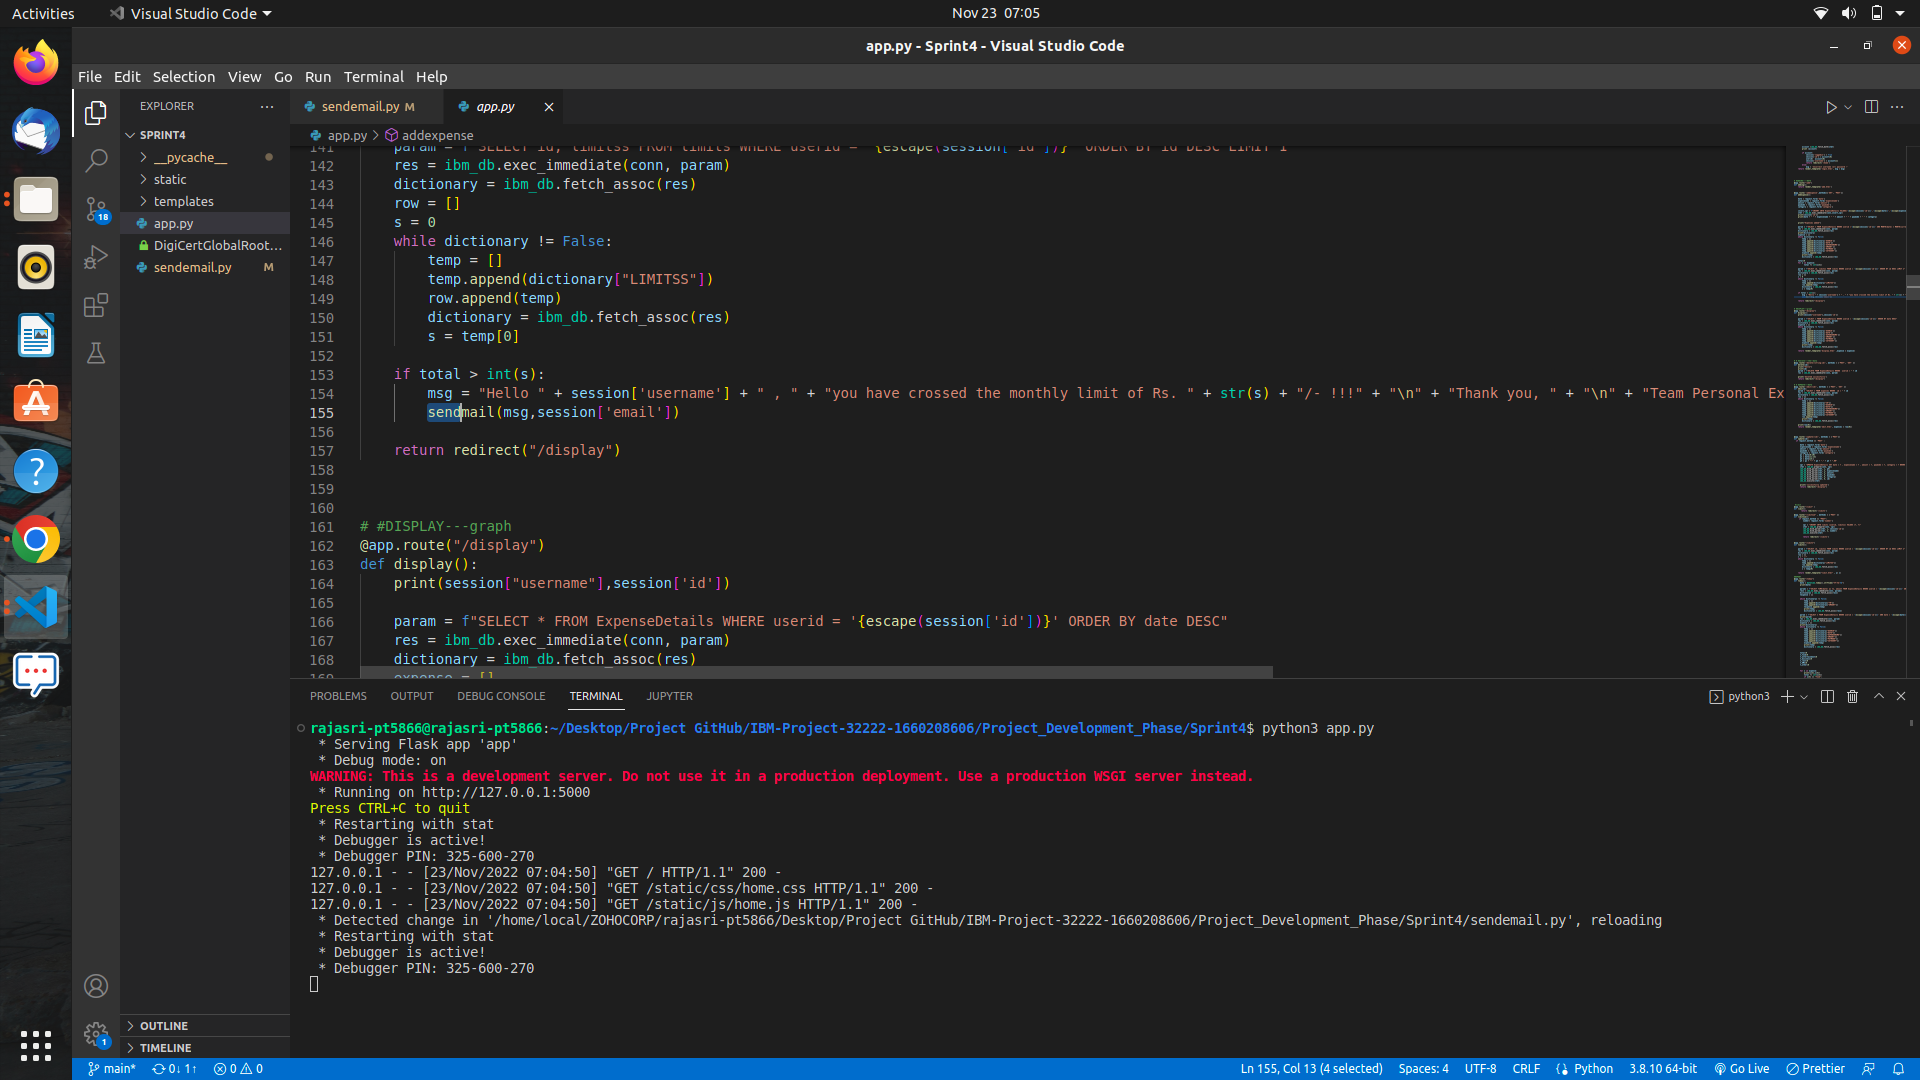 Activities
Visual Studio Code
Nov 23 07:05
app.py - Sprint4 - Visual Studio Code
File Edit Selection View Go Run Terminal Help
EXPLORER
sendemail.py M
app.py
SPRINT4
app.py
addexpense
__pycache__
static
templates
app.py
DigiCertGlobalRoot...
sendemail.py M
18
141 param = f"SELECT id, limitss FROM limits WHERE userid = '{escape(session['id'])}' ORDER BY id DESC LIMIT 1"
142 res = ibm_db.exec_immediate(conn, param)
143 dictionary = ibm_db.fetch_assoc(res)
144 row = []
145 s = 0
146 while dictionary != False:
147 temp = []
148 temp.append(dictionary["LIMITSS"])
149 row.append(temp)
150 dictionary = ibm_db.fetch_assoc(res)
151 s = temp[0]
152
153 if total > int(s):
154 msg = "Hello " + session['username'] + " , " + "you have crossed the monthly limit of Rs. " + str(s) + "/- !!!" + "\n" + "Thank you, " + "\n" + "Team Personal Ex
155 sendmail(msg,session['email'])
156
157 return redirect("/display")
158
159
160
161 # #DISPLAY---graph
162 @app.route("/display")
163 def display():
164 print(session["username"],session['id'])
165
166 param = f"SELECT * FROM ExpenseDetails WHERE userid = '{escape(session['id'])}' ORDER BY date DESC"
167 res = ibm_db.exec_immediate(conn, param)
168 dictionary = ibm_db.fetch_assoc(res)
169 expense = []
PROBLEMS OUTPUT DEBUG CONSOLE TERMINAL JUPYTER
python3
rajasri-pt5866@rajasri-pt5866:~/Desktop/Project GitHub/IBM-Project-32222-1660208606/Project_Development_Phase/Sprint4$ python3 app.py
* Serving Flask app 'app'
* Debug mode: on
WARNING: This is a development server. Do not use it in a production deployment. Use a production WSGI server instead.
* Running on http://127.0.0.1:5000
Press CTRL+C to quit
* Restarting with stat
* Debugger is active!
* Debugger PIN: 325-600-270
127.0.0.1 - - [23/Nov/2022 07:04:50] "GET / HTTP/1.1" 200 -
127.0.0.1 - - [23/Nov/2022 07:04:50] "GET /static/css/home.css HTTP/1.1" 200 -
127.0.0.1 - - [23/Nov/2022 07:04:50] "GET /static/js/home.js HTTP/1.1" 200 -
* Detected change in '/home/local/ZOHOCORP/rajasri-pt5866/Desktop/Project GitHub/IBM-Project-32222-1660208606/Project_Development_Phase/Sprint4/sendemail.py', reloading
* Restarting with stat
* Debugger is active!
* Debugger PIN: 325-600-270
OUTLINE
TIMELINE
1
main* 0↓ 1↑ 0 0
Ln 155, Col 13 (4 selected) Spaces: 4 UTF-8 CRLF Python 3.8.10 64-bit Go Live Prettier